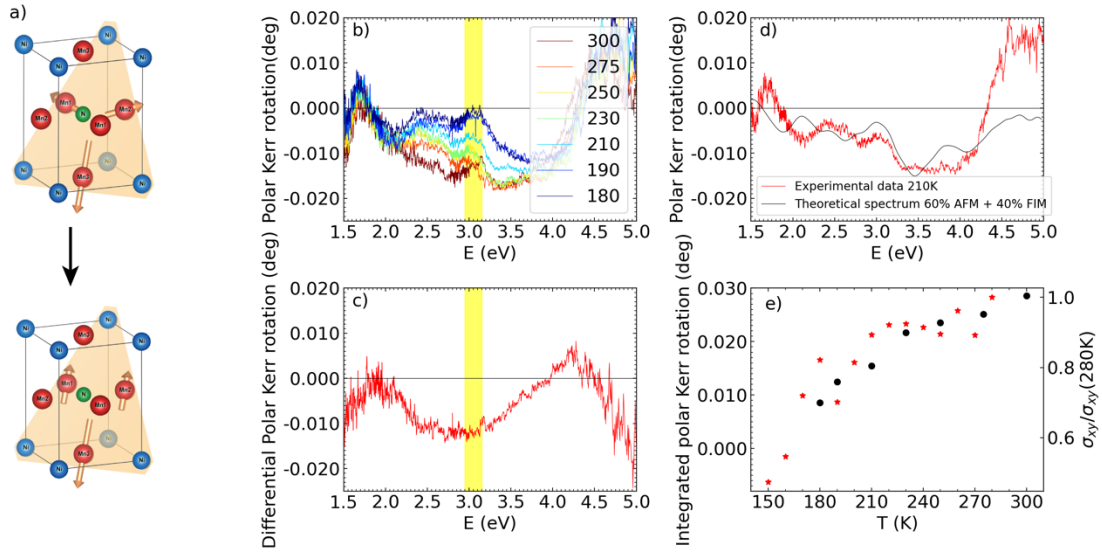 a)
Ni
Ni
Mn3
Ni
Ni
Mn1
N
Mn2
Mn2
Mn1
Ni
Ni
Mn3
Ni
Ni
Ni
Mn3
Ni
Ni
Mn1
Mn2
N
Mn2
Mn1
Ni
Ni
Mn3
Ni
b)
Polar Kerr rotation(deg)
0.020
0.010
0.000
-0.010
-0.020
300
275
250
230
210
190
180
1.5 2.0 2.5 3.0 3.5 4.0 4.5 5.0
E (eV)
c)
Differential Polar Kerr rotation (deg)
0.020
0.010
0.000
-0.010
-0.020
1.5 2.0 2.5 3.0 3.5 4.0 4.5 5.0
E (eV)
d)
Polar Kerr rotation(deg)
0.020
0.010
0.000
-0.010
-0.020
Experimental data 210K
Theoretical spectrum 60% AFM + 40% FIM
1.5 2.0 2.5 3.0 3.5 4.0 4.5 5.0
E (eV)
e)
Integrated polar Kerr rotation (deg)
0.030
0.020
0.010
0.000
1.0
0.8
0.6
σxy/σxy(280K)
150 180 210 240 270 300
T (K)